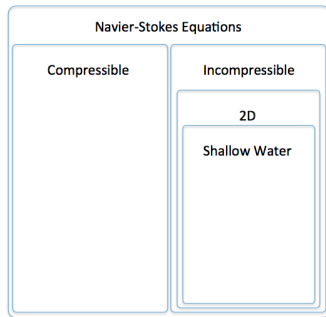 Navier-Stokes Equations
Compressible
Incompressible
2D
Shallow Water